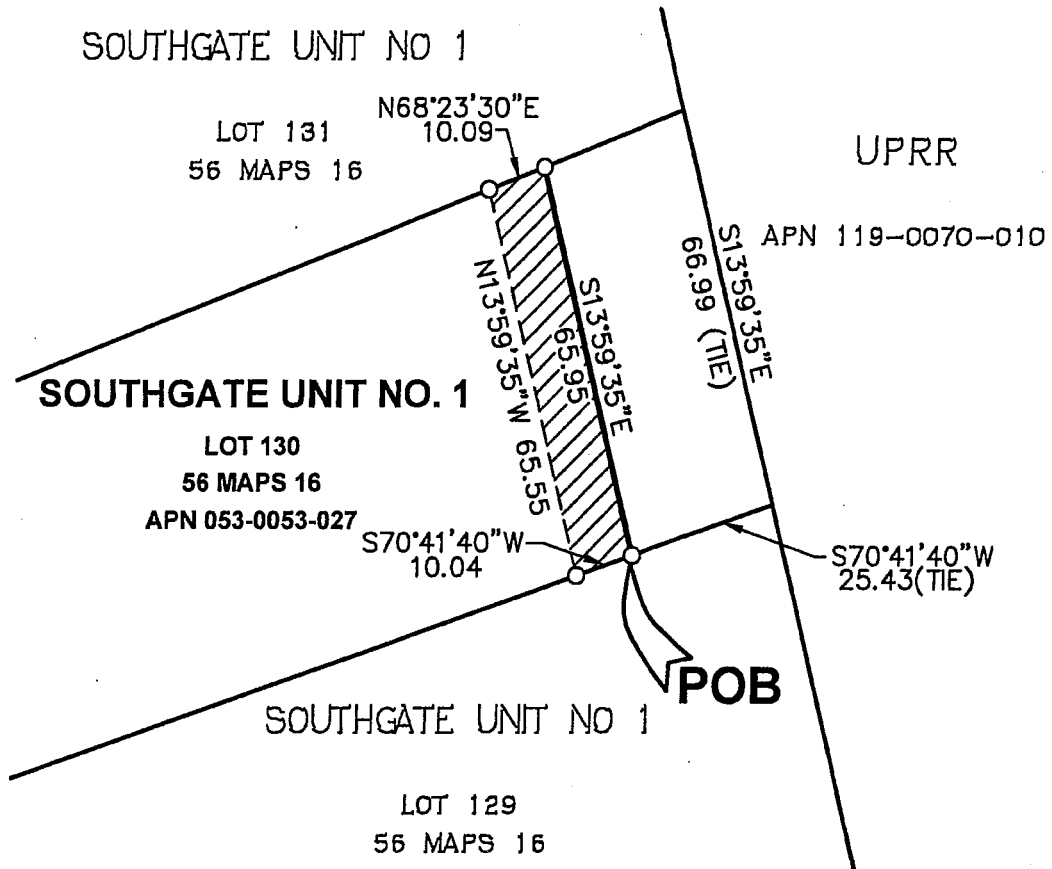 SOUTHGATE UNIT NO 1
LOT 131
56 MAPS 16
N68°23'30"E
10.09
UPRR
APN 119-0070-010
S13°59'35"E
66.99 (TIE)
S13°59'35"E
65.95
N13°59'35"W 65.55
SOUTHGATE UNIT NO. 1
LOT 130
56 MAPS 16
APN 053-0053-027
S70°41'40"W
10.04
S70°41'40"W
25.43(TIE)
POB
SOUTHGATE UNIT NO 1
LOT 129
56 MAPS 16